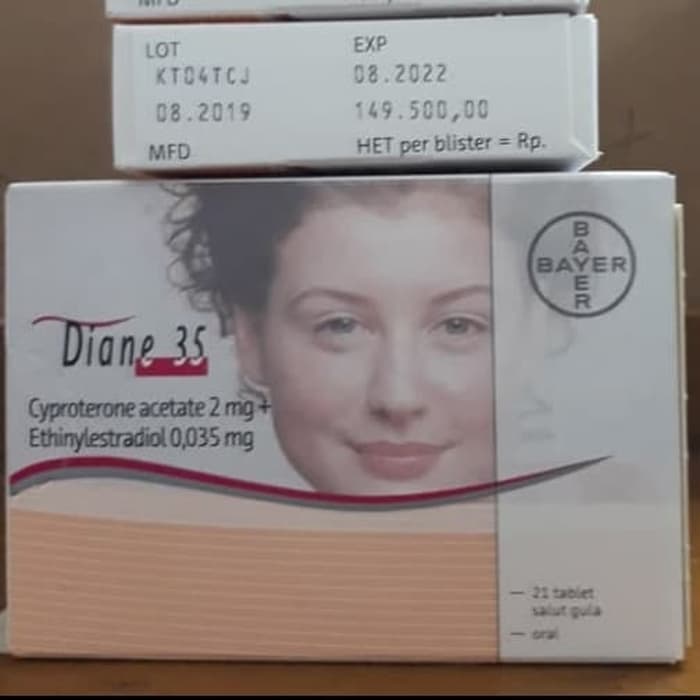 LOT EXP
KT04TCJ 08.2022
08.2019 149.500,00
MFD HET per blister = Rp.
BAYER
BAYER
Diane 35
Cyproterone acetate 2 mg +
Ethinylestradiol 0,035 mg
– 21 tablet
salut gula
– oral